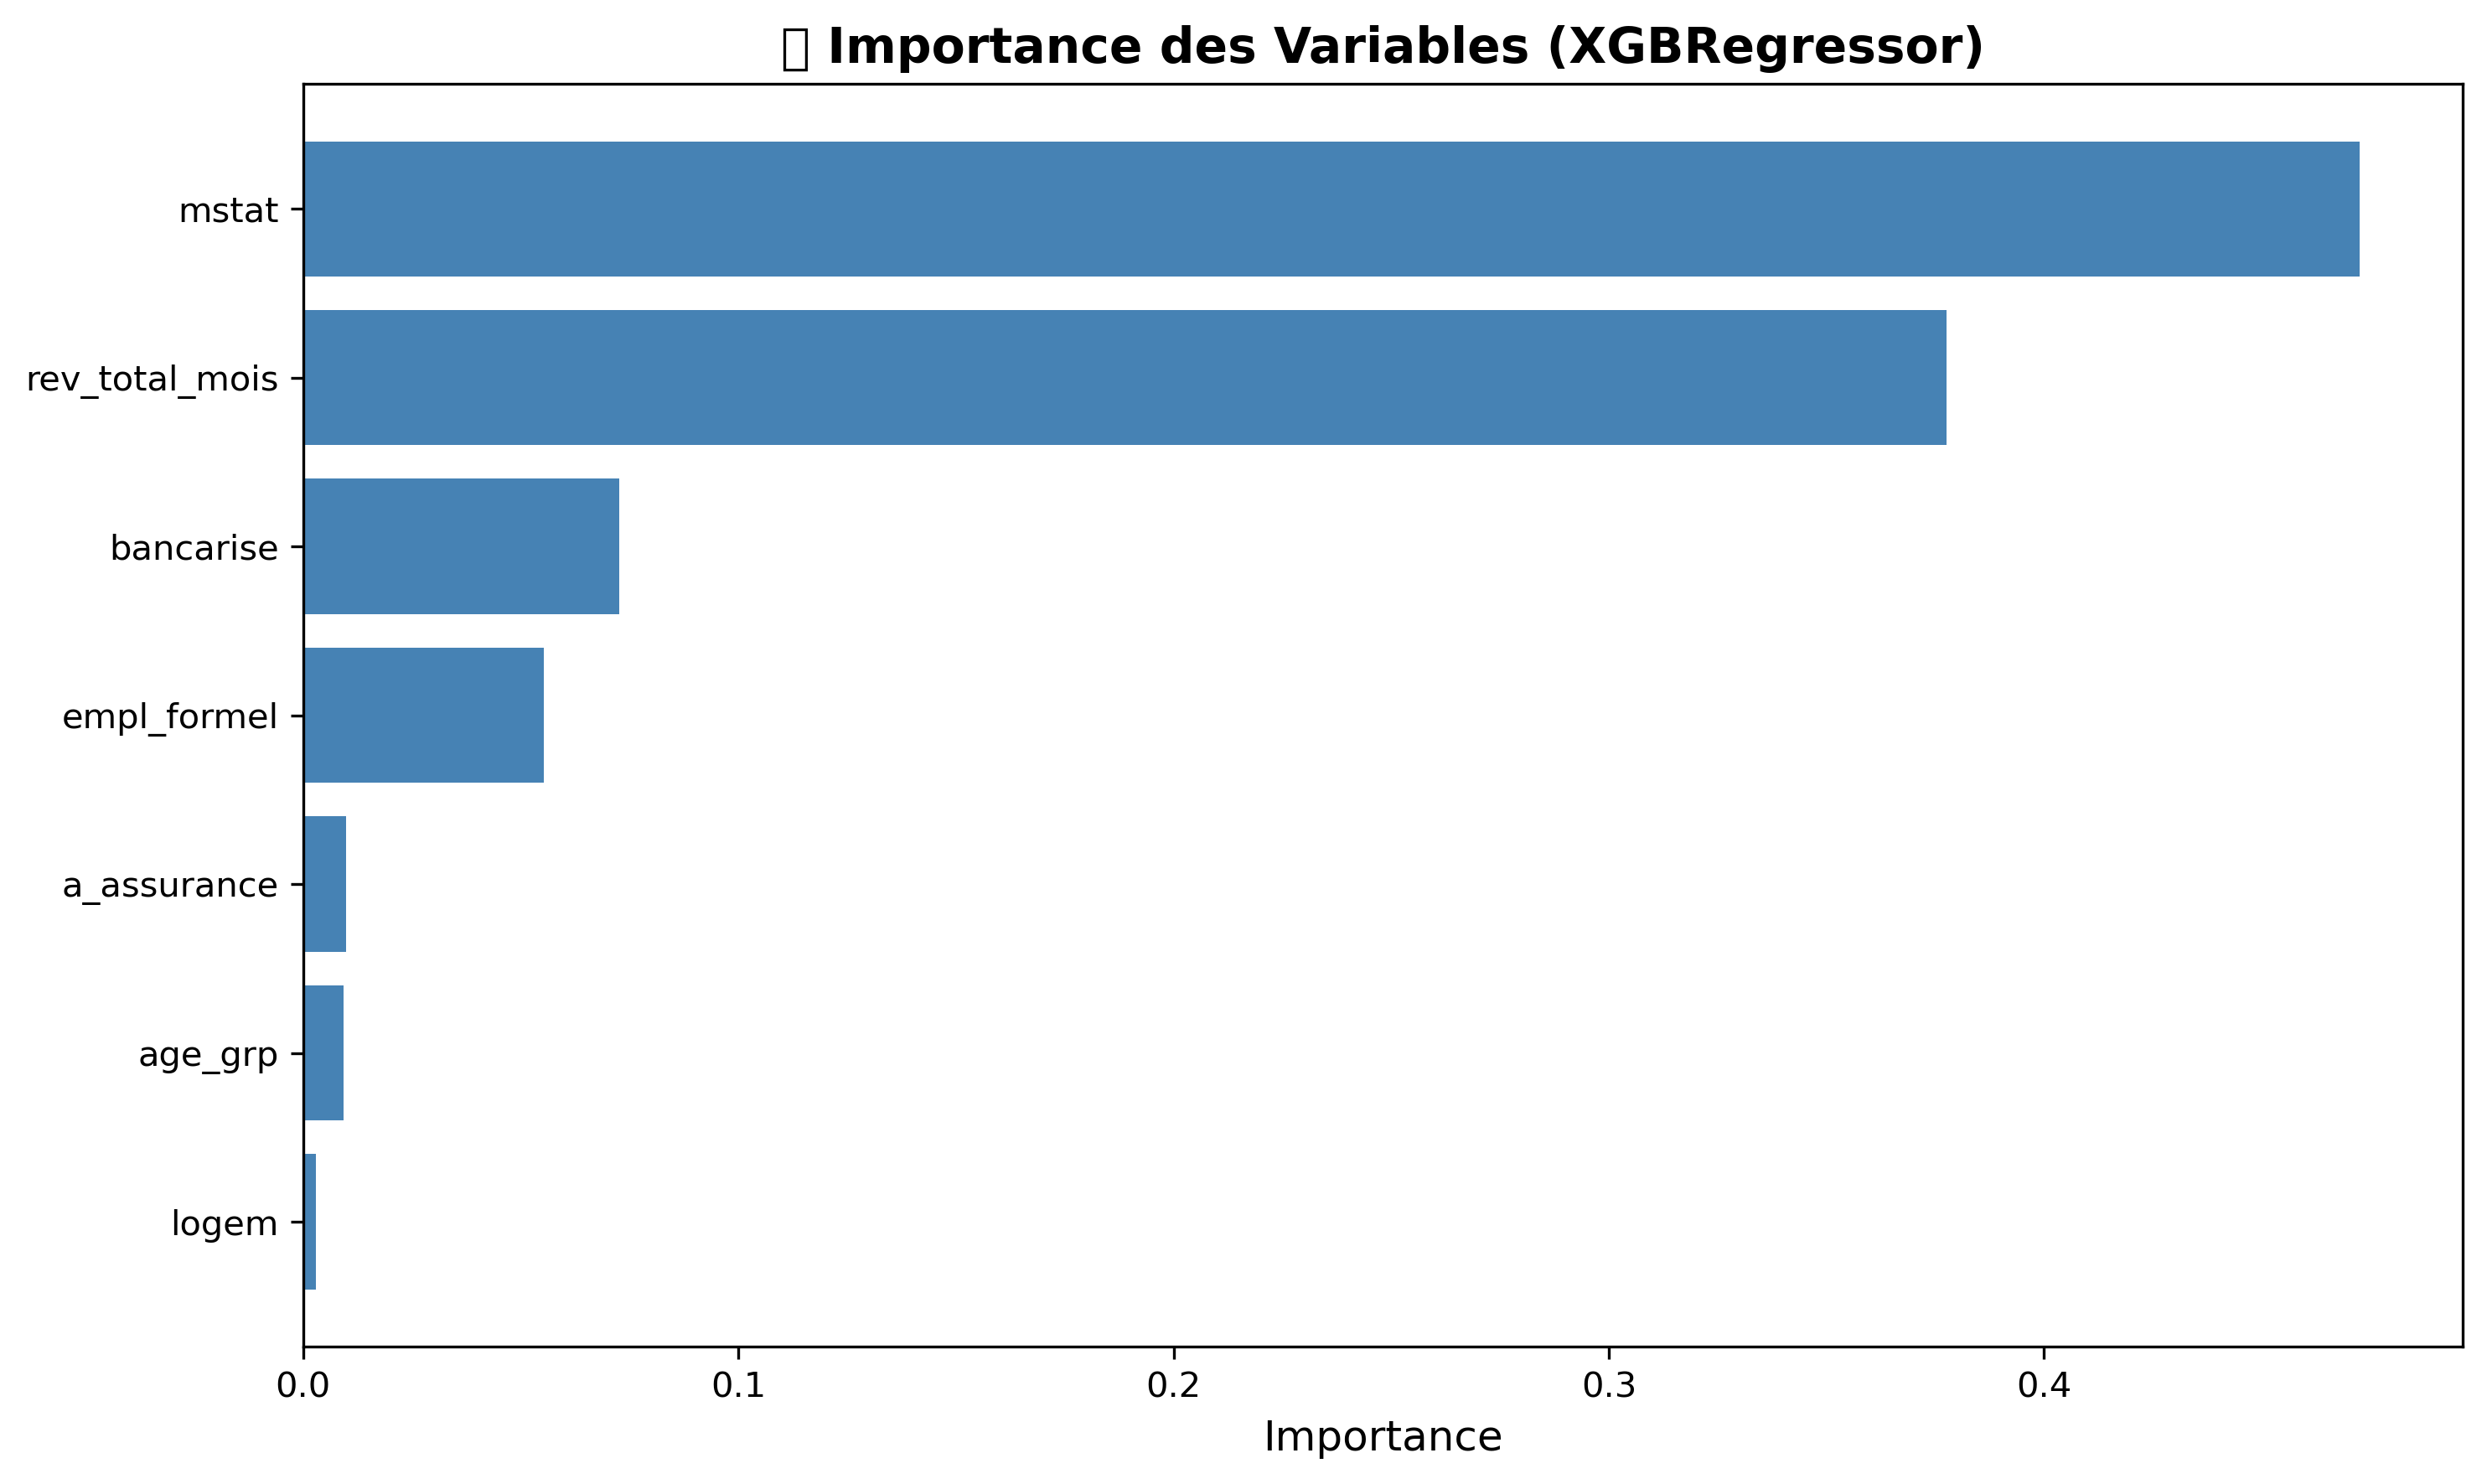 Importance des Variables (XGBRegressor)
mstat
rev_total_mois
bancarise
empl_formel
a_assurance
age_grp
logem
0.0 0.1 0.2 0.3 0.4
Importance